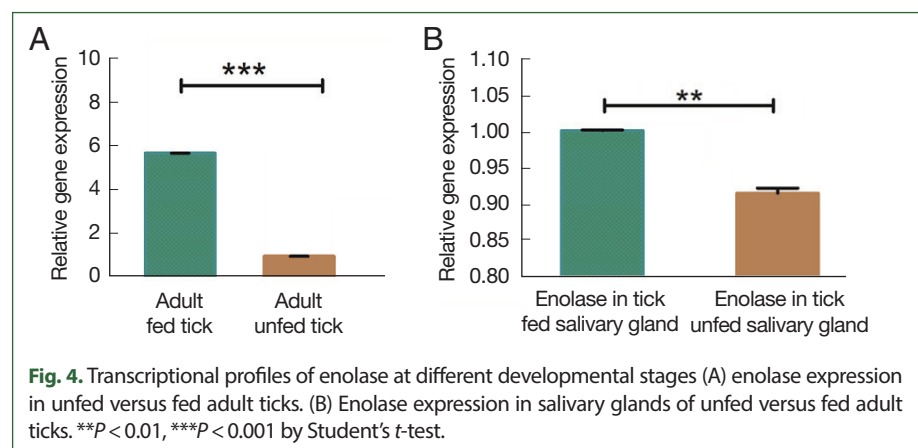 A
Relative gene expression
10
8
6
4
2
0
***
Adult
fed tick
Adult
unfed tick
B
Relative gene expression
1.10
1.05
1.00
0.95
0.90
0.85
0.80
**
Enolase in tick
fed salivary gland
Enolase in tick
unfed salivary gland
Fig. 4. Transcriptional profiles of enolase at different developmental stages (A) enolase expression
in unfed versus fed adult ticks. (B) Enolase expression in salivary glands of unfed versus fed adult
ticks. **P < 0.01, ***P < 0.001 by Student's t-test.